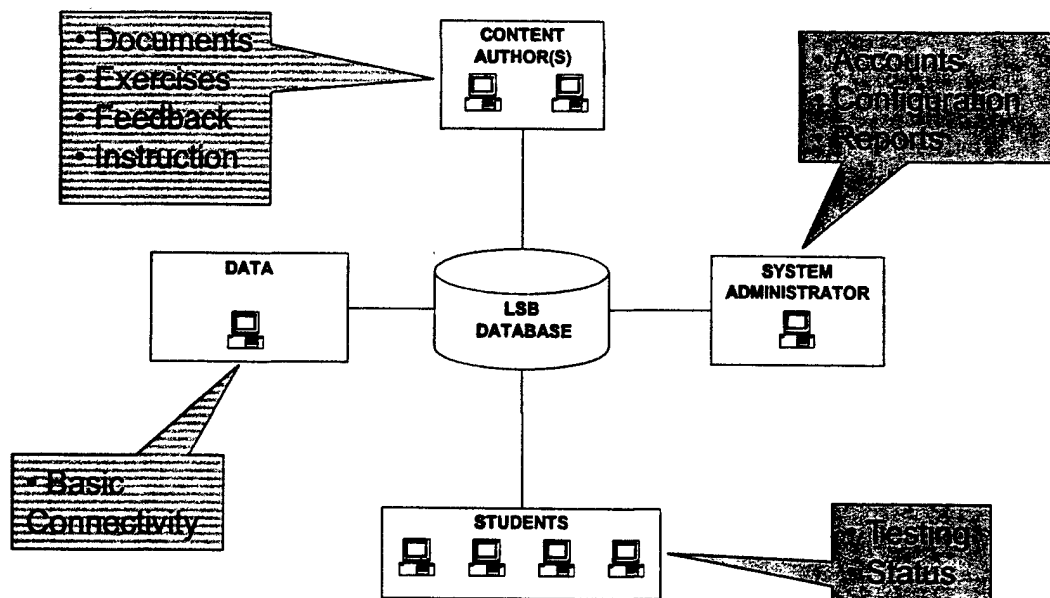 • Documents
• Exercises
• Feedback
• Instruction
CONTENT
AUTHOR(S)
• Accounts
• Configuration
• Reports
DATA
LSB
DATABASE
SYSTEM
ADMINISTRATOR
• Basic
Connectivity
STUDENTS
• Testing
• Status